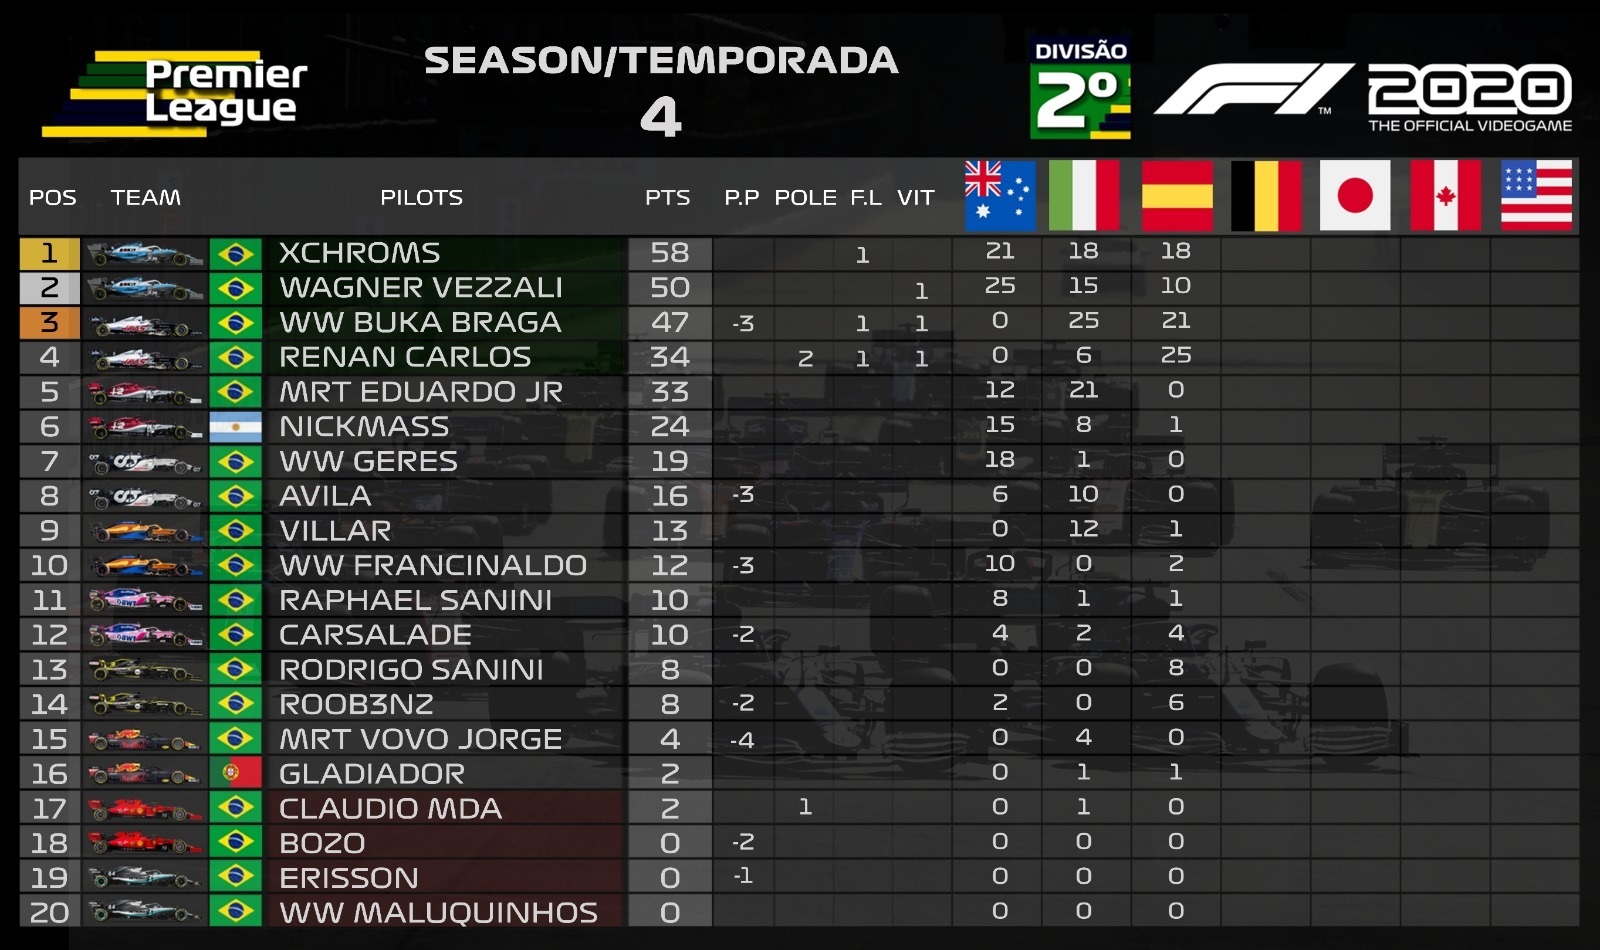 Premier
League
SEASON/TEMPORADA
4
DIVISÃO
2º
F1 TM
2020
THE OFFICIAL VIDEOGAME
POS TEAM PILOTS PTS P.P POLE F.L VIT
1 XCHROMS 58 1 21 18 18
2 WAGNER VEZZALI 50 1 25 15 10
3 WW BUKA BRAGA 47 -3 1 1 0 25 21
4 RENAN CARLOS 34 2 1 1 0 6 25
5 MRT EDUARDO JR 33 12 21 0
6 NICKMASS 24 15 8 1
7 WW GERES 19 18 1 0
8 AVILA 16 -3 6 10 0
9 VILLAR 13 0 12 1
10 WW FRANCINALDO 12 -3 10 0 2
11 RAPHAEL SANINI 10 8 1 1
12 CARSALADE 10 -2 4 2 4
13 RODRIGO SANINI 8 0 0 8
14 ROOB3NZ 8 -2 2 0 6
15 MRT VOVO JORGE 4 -4 0 4 0
16 GLADIADOR 2 0 1 1
17 CLAUDIO MDA 2 1 0 1 0
18 BOZO 0 -2 0 0 0
19 ERISSON 0 -1 0 0 0
20 WW MALUQUINHOS 0 0 0 0